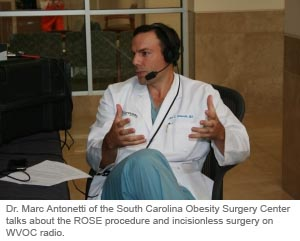 Dr. Marc Antonetti of the South Carolina Obesity Surgery Center
talks about the ROSE procedure and incisionless surgery on
WVOC radio.